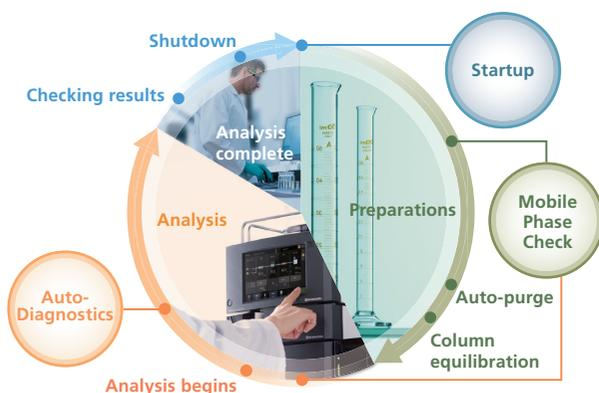 Shutdown
Startup
Checking results
Analysis
complete
Mobile
Phase
Check
Preparations
Analysis
Auto-
Diagnostics
Auto-purge
Column
equilibration
Analysis begins